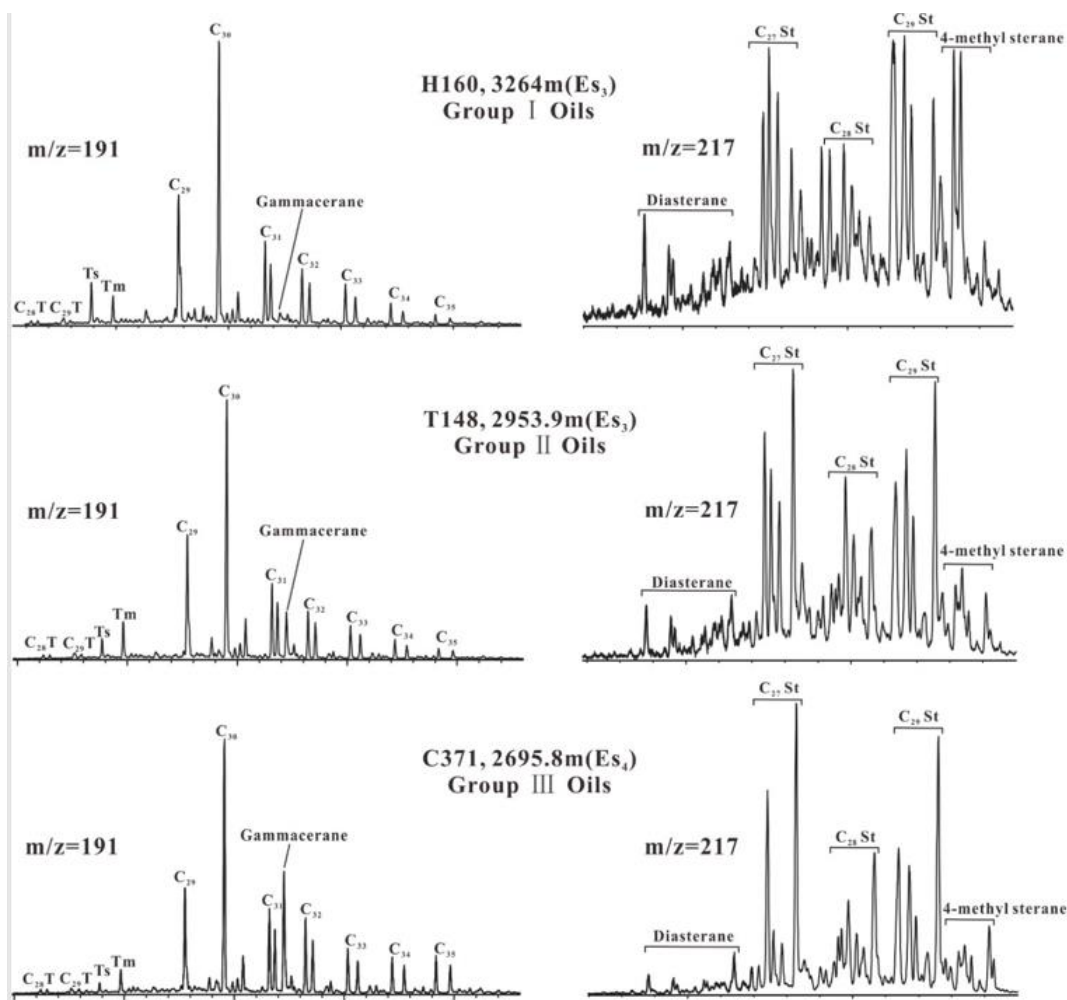 C₃₀
C₂₇ St
C₂₉ St
4-methyl sterane
H160, 3264m(Es₃)
Group Ⅰ Oils
m/z=191
m/z=217
C₂₈ St
C₂₉
Gammacerane
Diasterane
C₃₁
C₃₂
Ts
Tm
C₃₃
C₃₄
C₃₅
C₂₈T C₂₉T
C₂₇ St
C₂₉ St
C₃₀
T148, 2953.9m(Es₃)
Group Ⅱ Oils
C₂₈ St
m/z=191
m/z=217
C₂₉
Gammacerane
4-methyl sterane
C₃₁
Diasterane
C₃₂
Tm
C₃₃
C₂₈T C₂₉T Ts
C₃₄
C₃₅
C₂₇ St
C₂₉ St
C₃₀
C371, 2695.8m(Es₄)
Group Ⅲ Oils
Gammacerane
C₂₈ St
m/z=191
m/z=217
C₂₉
C₃₁
C₃₂
4-methyl sterane
Diasterane
C₃₃
C₃₄
C₃₅
Tm
C₂₈T C₂₉T Ts